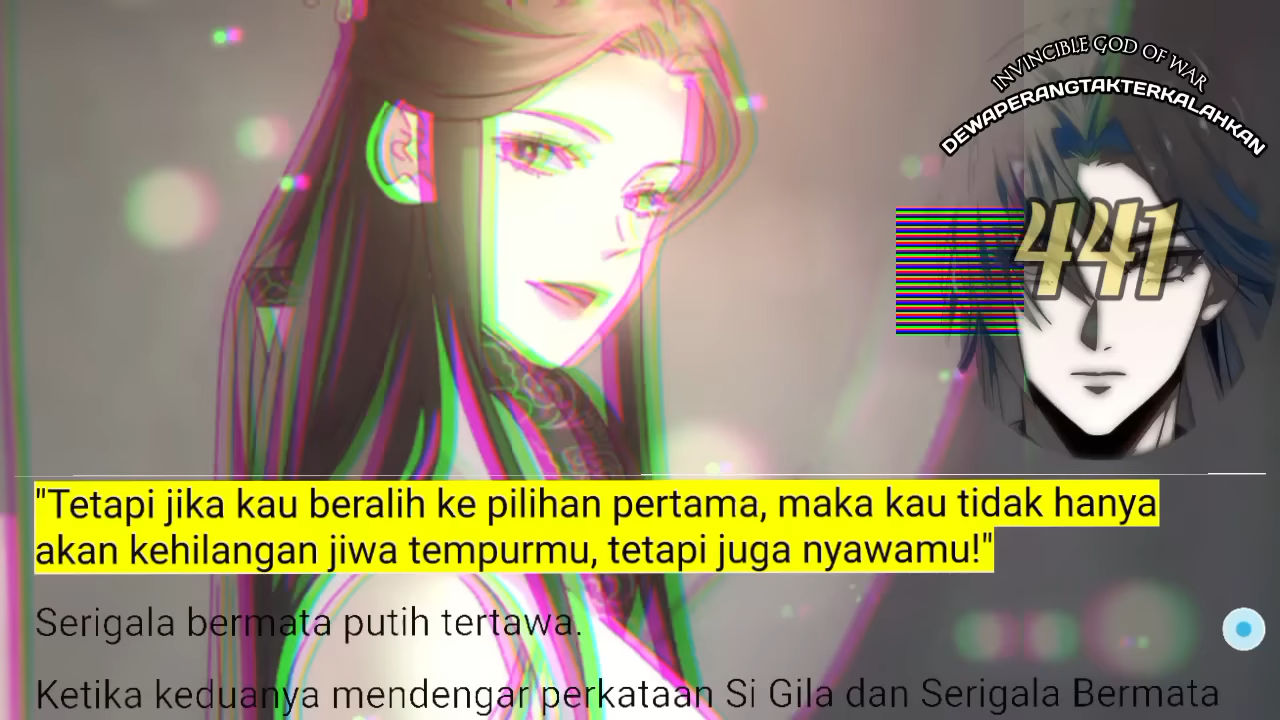 INVINCIBLE GOD OF WAR
DEWAPERANGTAKTERKALAHKAN
441
"Tetapi jika kau beralih ke pilihan pertama, maka kau tidak hanya
akan kehilangan jiwa tempurmu, tetapi juga nyawamu!"
Serigala bermata putih tertawa.
Ketika keduanya mendengar perkataan Si Gila dan Serigala Bermata